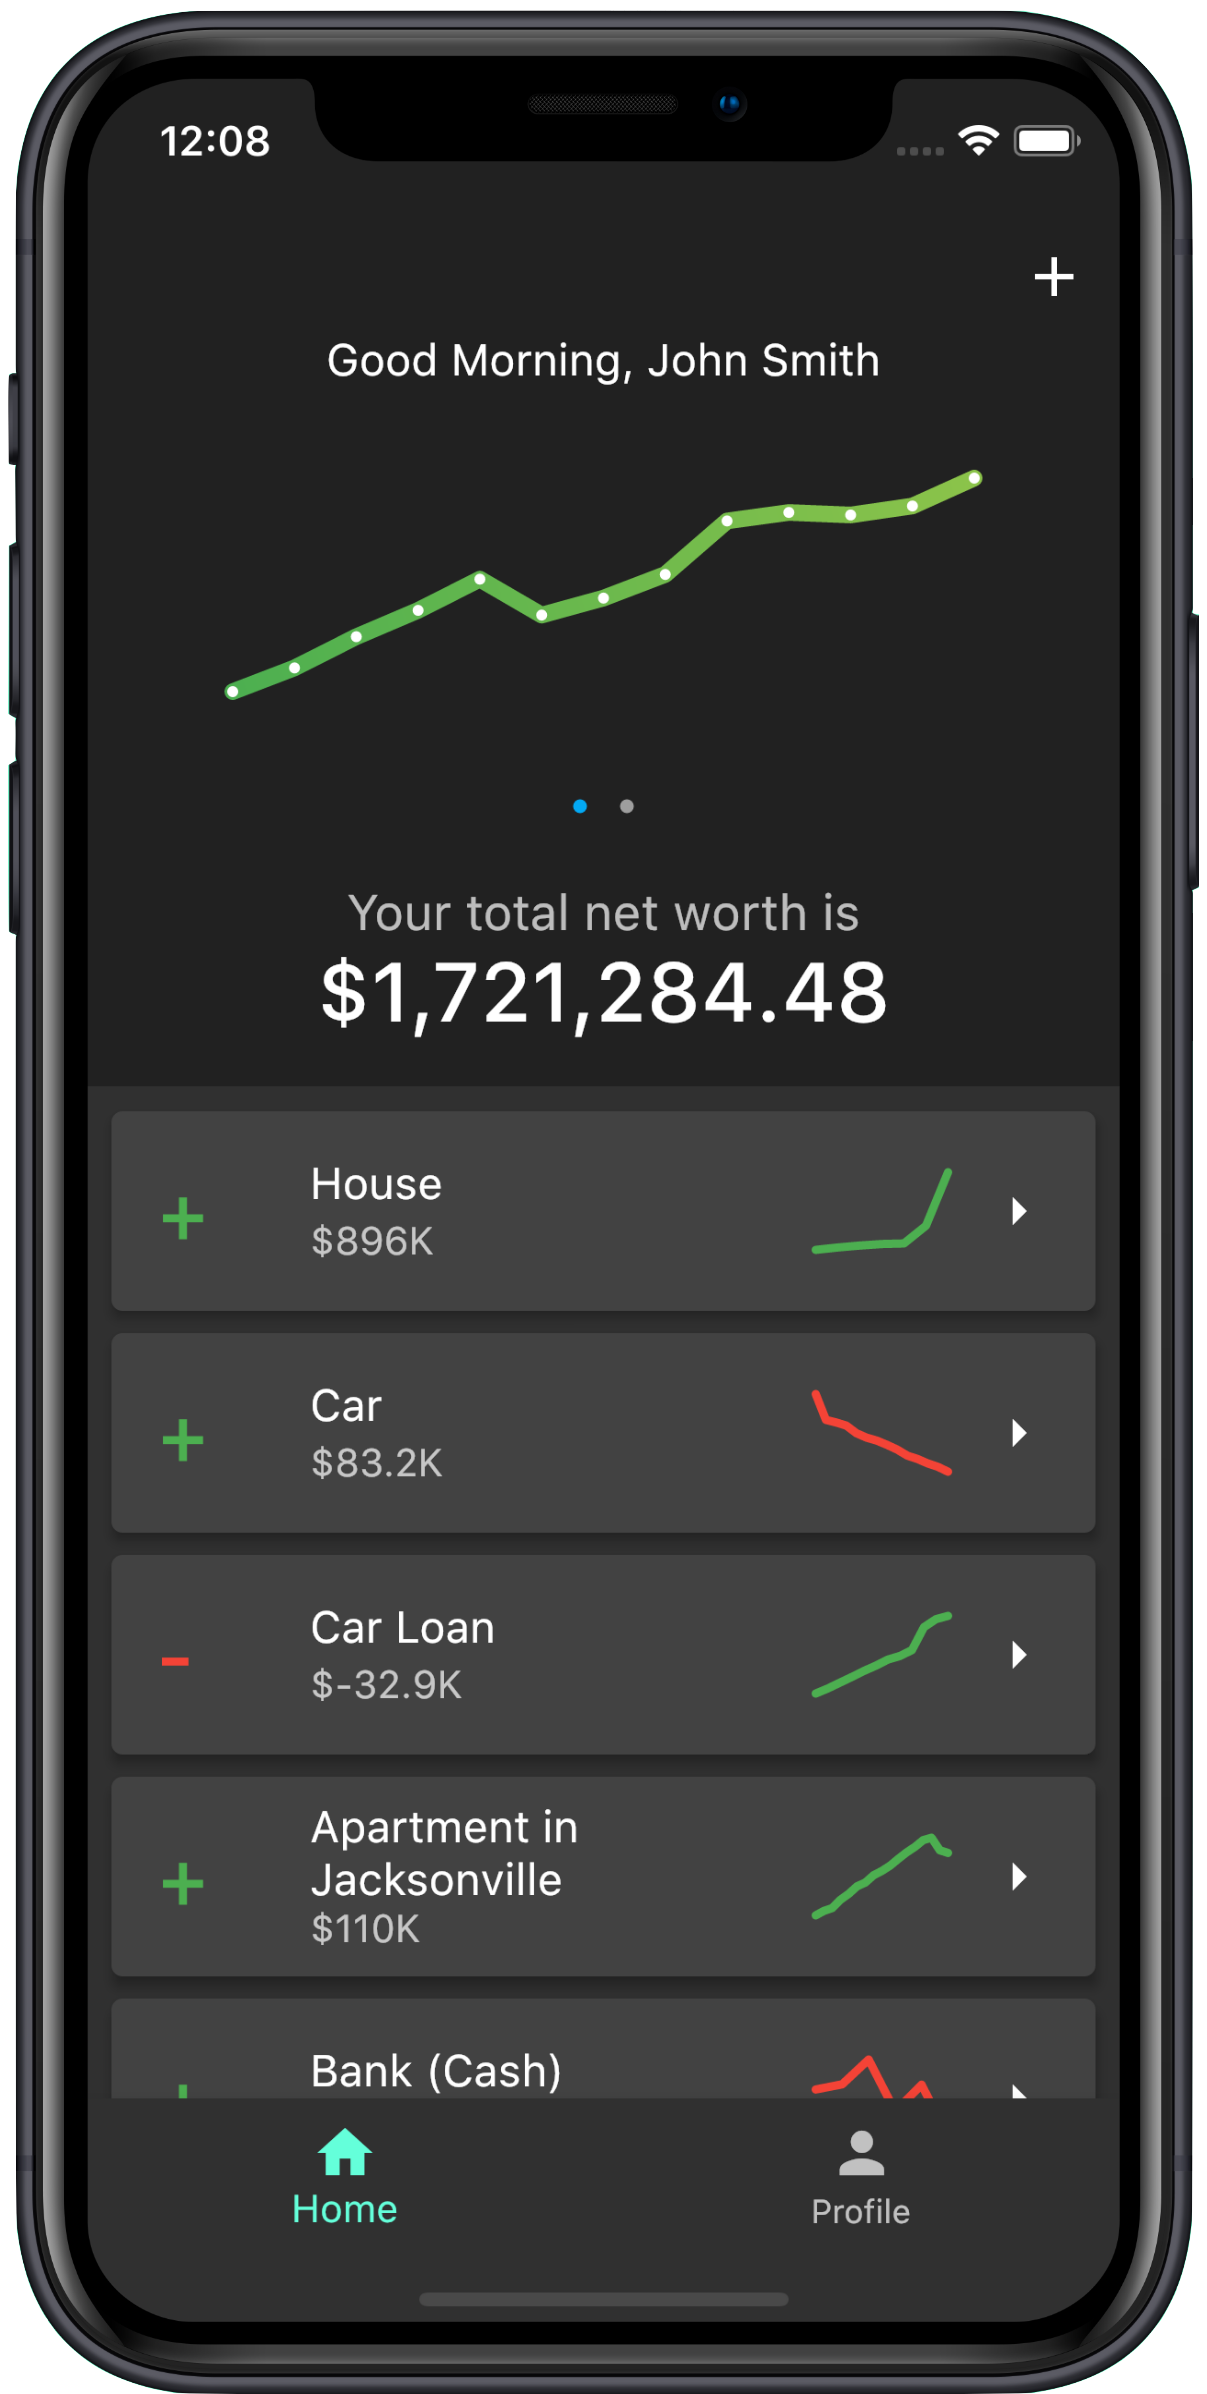 12:08
Good Morning, John Smith
Your total net worth is
$1,721,284.48
House
$896K
Car
$83.2K
Car Loan
$-32.9K
Apartment in
Jacksonville
$110K
Bank (Cash)
Home
Profile